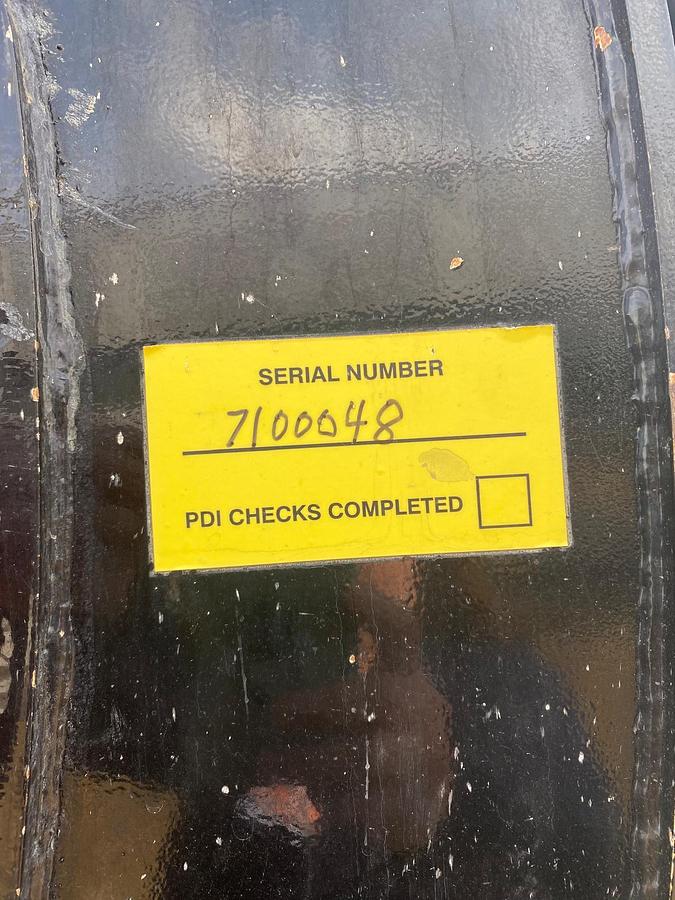 SERIAL NUMBER
7100048
PDI CHECKS COMPLETED